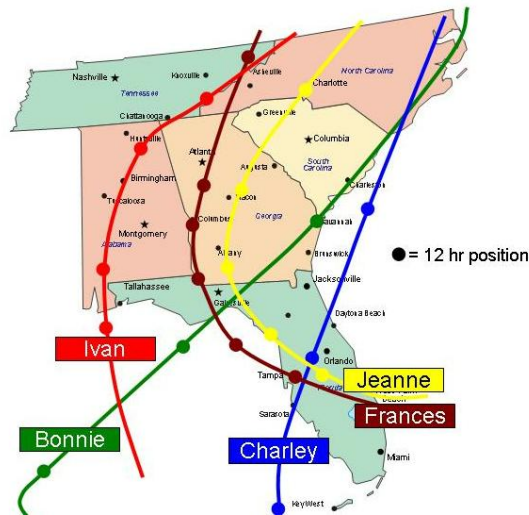 Nashville
Knoxville
Asheville
North Carolina
Tennessee
Charlotte
Chattanooga
Greenville
Huntsville
Columbia
Atlanta
South
Carolina
Birmingham
Augusta
Charleston
Tuscaloosa
Macon
Columbus
Georgia
Savannah
Montgomery
Alabama
Albany
Brunswick
= 12 hr position
Tallahassee
Jacksonville
Gainesville
Daytona Beach
Ivan
Orlando
Tampa
Jeanne
Frances
Sarasota
Bonnie
Charley
Miami
Key West